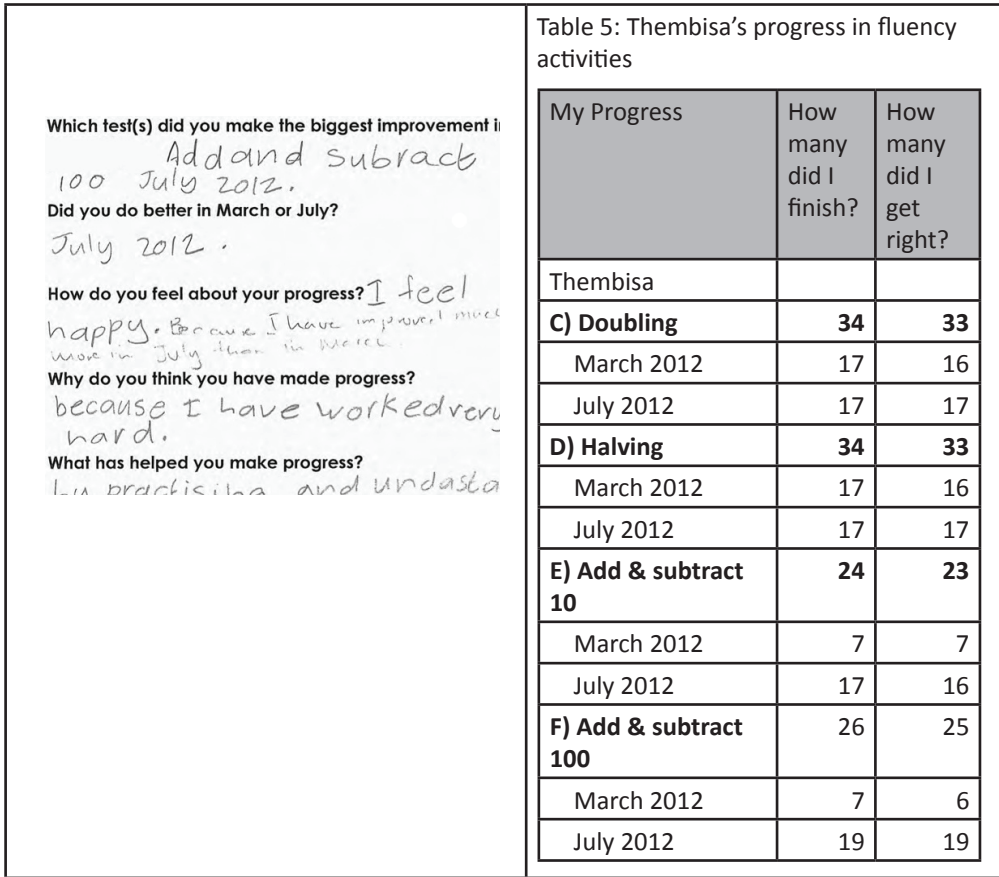 Which test(s) did you make the biggest improvement i
Add and subract
100 July 2012.
Did you do better in March or July?
July 2012.
How do you feel about your progress? I feel
happy. Because I have improved much
more in July than in March.
Why do you think you have made progress?
because I have worked very
hard.
What has helped you make progress?
by practising and undasta
Table 5: Thembisa's progress in fluency
activities
My Progress How many did I finish? How many did I get right?
Thembisa
C) Doubling 34 33
March 2012 17 16
July 2012 17 17
D) Halving 34 33
March 2012 17 16
July 2012 17 17
E) Add & subtract 10 24 23
March 2012 7 7
July 2012 17 16
F) Add & subtract 100 26 25
March 2012 7 6
July 2012 19 19